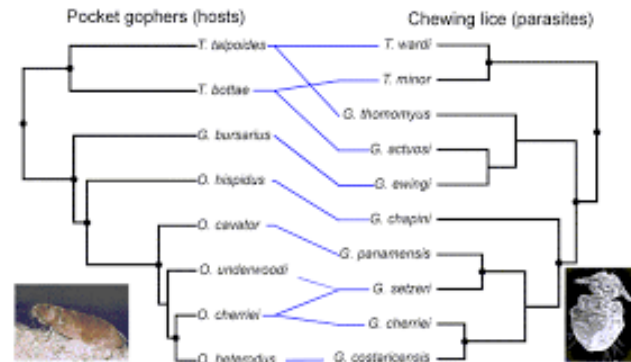 Pocket gophers (hosts)
Chewing lice (parasites)
T. talpoides
T. wardi
T. minor
T. bottae
G. thomomyus
G. bursarius
G. actuosi
G. ewingi
O. hispidus
G. chapini
O. cavator
G. panamensis
O. underwoodi
G. setzeri
O. cherriei
G. cherriei
O. heterodus
G. costaricensis